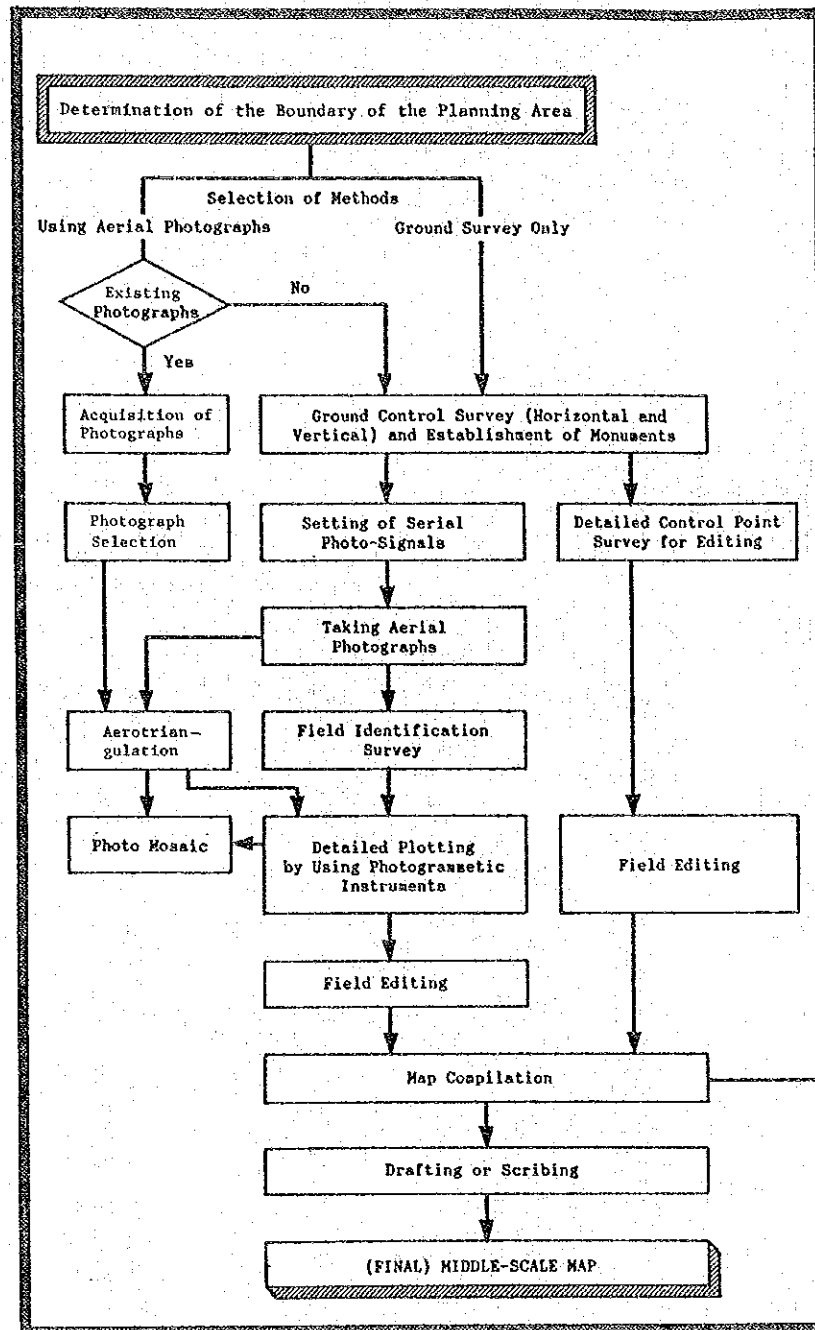 Determination of the Boundary of the Planning Area
Selection of Methods
Using Aerial Photographs
Ground Survey Only
Existing
Photographs
No
Yes
Acquisition of
Photographs
Ground Control Survey (Horizontal and
Vertical) and Establishment of Monuments
Photograph
Selection
Setting of Serial
Photo-Signals
Detailed Control Point
Survey for Editing
Taking Aerial
Photographs
Aerotrian-
gulation
Field Identification
Survey
Photo Mosaic
Detailed Plotting
by Using Photogrammetic
Instruments
Field Editing
Field Editing
Map Compilation
Drafting or Scribing
(FINAL) MIDDLE-SCALE MAP